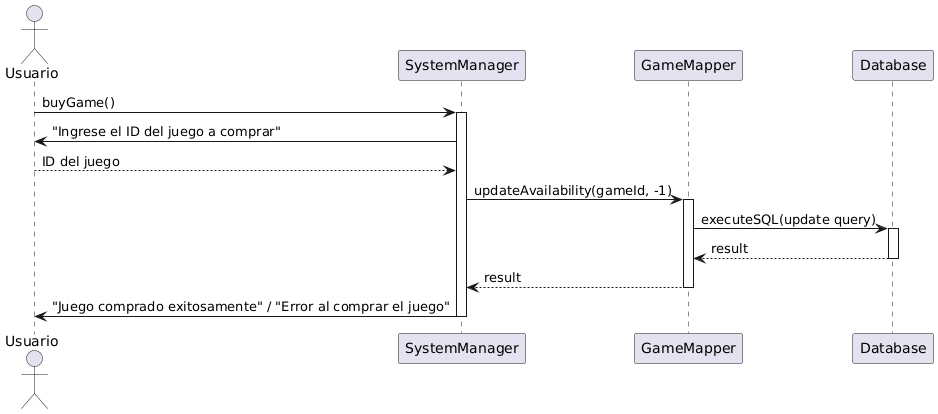 Usuario
SystemManager
GameMapper
Database
buyGame()
"Ingrese el ID del juego a comprar"
ID del juego
updateAvailability(gameId, -1)
executeSQL(update query)
result
result
"Juego comprado exitosamente" / "Error al comprar el juego"
Usuario
SystemManager
GameMapper
Database